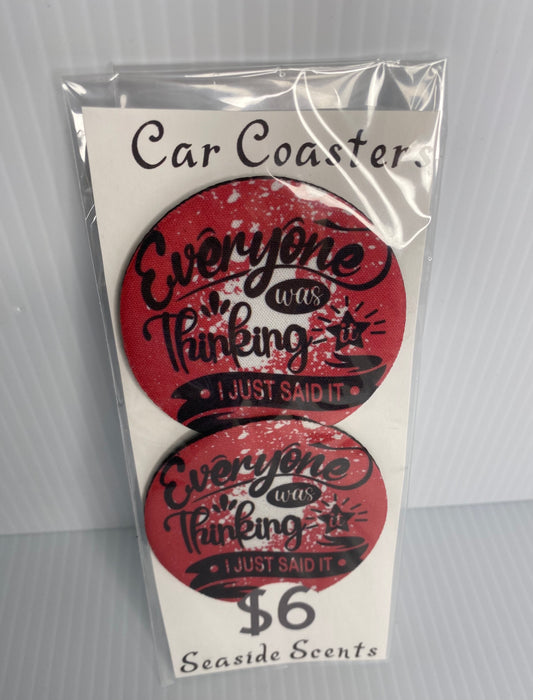 Car Coasters
Everyone
was
Thinking it
I JUST SAID IT
Everyone
was
Thinking it
I JUST SAID IT
$6
Seaside Scents